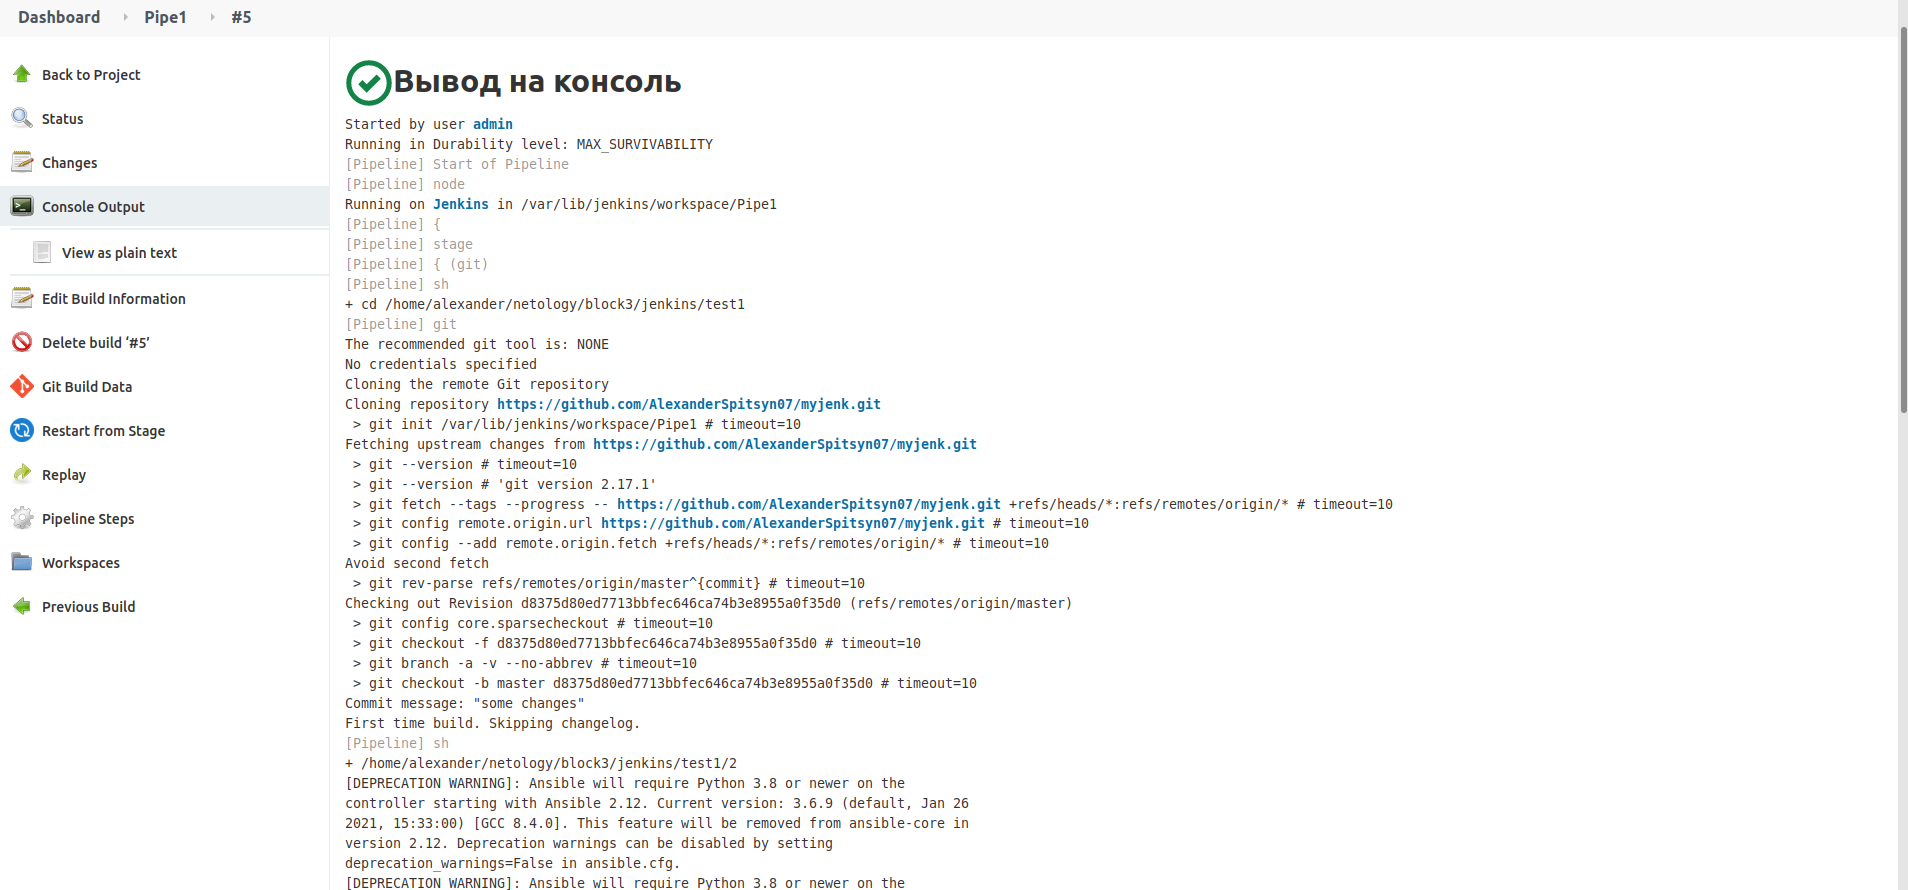 Dashboard Pipe1 #5
Back to Project
Status
Changes
Console Output
View as plain text
Edit Build Information
Delete build ‘#5’
Git Build Data
Restart from Stage
Replay
Pipeline Steps
Workspaces
Previous Build
Вывод на консоль
Started by user admin
Running in Durability level: MAX_SURVIVABILITY
[Pipeline] Start of Pipeline
[Pipeline] node
Running on Jenkins in /var/lib/jenkins/workspace/Pipe1
[Pipeline] {
[Pipeline] stage
[Pipeline] { (git)
[Pipeline] sh
+ cd /home/alexander/netology/block3/jenkins/test1
[Pipeline] git
The recommended git tool is: NONE
No credentials specified
Cloning the remote Git repository
Cloning repository https://github.com/AlexanderSpitsyn07/myjenk.git
> git init /var/lib/jenkins/workspace/Pipe1 # timeout=10
Fetching upstream changes from https://github.com/AlexanderSpitsyn07/myjenk.git
> git --version # timeout=10
> git --version # 'git version 2.17.1'
> git fetch --tags --progress -- https://github.com/AlexanderSpitsyn07/myjenk.git +refs/heads/*:refs/remotes/origin/* # timeout=10
> git config remote.origin.url https://github.com/AlexanderSpitsyn07/myjenk.git # timeout=10
> git config --add remote.origin.fetch +refs/heads/*:refs/remotes/origin/* # timeout=10
Avoid second fetch
> git rev-parse refs/remotes/origin/master^{commit} # timeout=10
Checking out Revision d8375d80ed7713bbfec646ca74b3e8955a0f35d0 (refs/remotes/origin/master)
> git config core.sparsecheckout # timeout=10
> git checkout -f d8375d80ed7713bbfec646ca74b3e8955a0f35d0 # timeout=10
> git branch -a -v --no-abbrev # timeout=10
> git checkout -b master d8375d80ed7713bbfec646ca74b3e8955a0f35d0 # timeout=10
Commit message: "some changes"
First time build. Skipping changelog.
[Pipeline] sh
+ /home/alexander/netology/block3/jenkins/test1/2
[DEPRECATION WARNING]: Ansible will require Python 3.8 or newer on the
controller starting with Ansible 2.12. Current version: 3.6.9 (default, Jan 26
2021, 15:33:00) [GCC 8.4.0]. This feature will be removed from ansible-core in
version 2.12. Deprecation warnings can be disabled by setting
deprecation_warnings=False in ansible.cfg.
[DEPRECATION WARNING]: Ansible will require Python 3.8 or newer on the